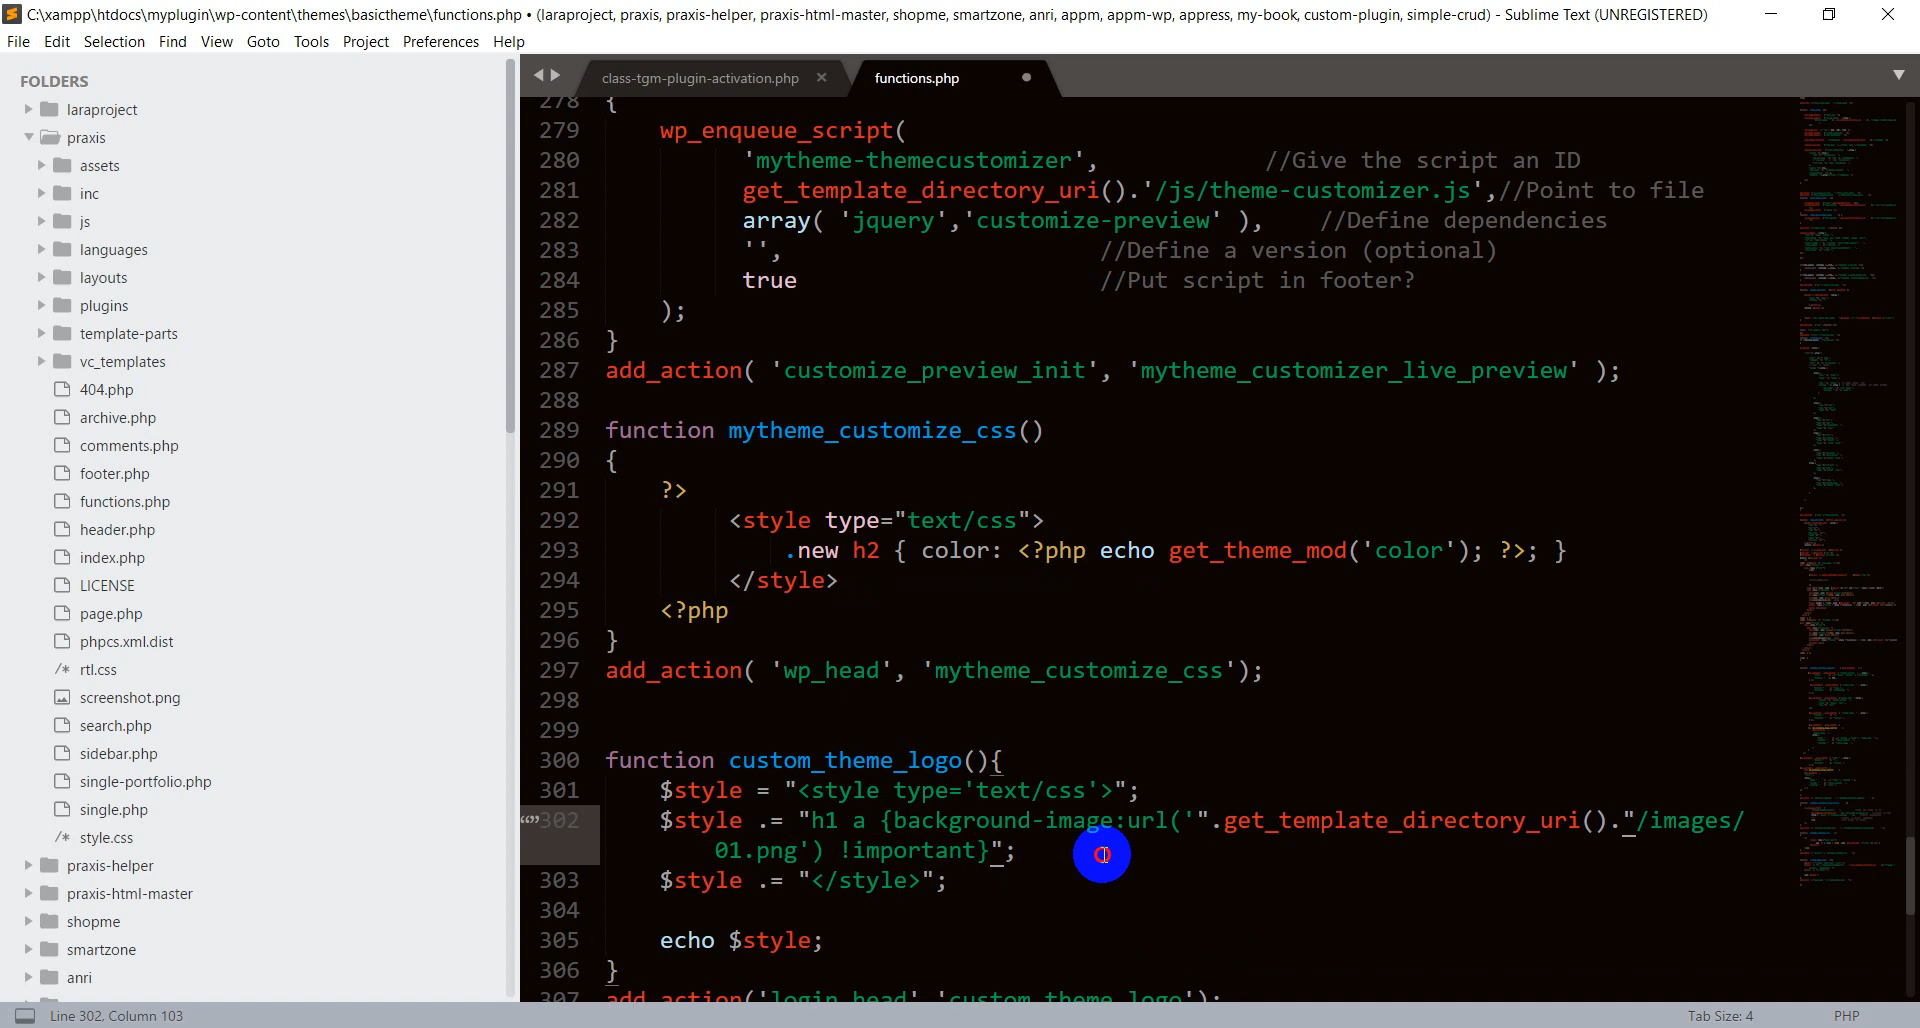 C:\xampp\htdocs\myplugin\wp-content\themes\basictheme\functions.php • (laraproject, praxis, praxis-helper, praxis-html-master, shopme, smartzone, anri, appm, appm-wp, appress, my-book, custom-plugin, simple-crud) - Sublime Text (UNREGISTERED)
File Edit Selection Find View Goto Tools Project Preferences Help
FOLDERS
laraproject
praxis
assets
inc
js
languages
layouts
plugins
template-parts
vc_templates
404.php
archive.php
comments.php
footer.php
functions.php
header.php
index.php
LICENSE
page.php
phpcs.xml.dist
/* rtl.css
screenshot.png
search.php
sidebar.php
single-portfolio.php
single.php
/* style.css
praxis-helper
praxis-html-master
shopme
smartzone
anri
class-tgm-plugin-activation.php
functions.php
278 {
279 wp_enqueue_script(
280 'mytheme-themecustomizer', //Give the script an ID
281 get_template_directory_uri().'/js/theme-customizer.js',//Point to file
282 array( 'jquery','customize-preview' ), //Define dependencies
283 '', //Define a version (optional)
284 true //Put script in footer?
285 );
286 }
287 add_action( 'customize_preview_init', 'mytheme_customizer_live_preview' );
288
289 function mytheme_customize_css()
290 {
291 ?>
292 <style type="text/css">
293 .new h2 { color: <?php echo get_theme_mod('color'); ?>; }
294 </style>
295 <?php
296 }
297 add_action( 'wp_head', 'mytheme_customize_css');
298
299
300 function custom_theme_logo(){
301 $style = "<style type='text/css'>";
302 $style .= "h1 a {background-image:url('".get_template_directory_uri()."/images/
01.png') !important}";
303 $style .= "</style>";
304
305 echo $style;
306 }
307 add_action('login_head' 'custom_theme_logo');
Line 302, Column 103
Tab Size: 4
PHP